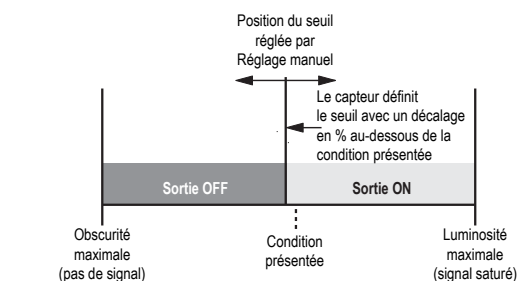 Position du seuil
réglée par
Réglage manuel
Le capteur définit
le seuil avec un décalage
en % au-dessous de la
condition présentée
Sortie OFF
Sortie ON
Obscurité
maximale
(pas de signal)
Condition
présentée
Luminosité
maximale
(signal saturé)